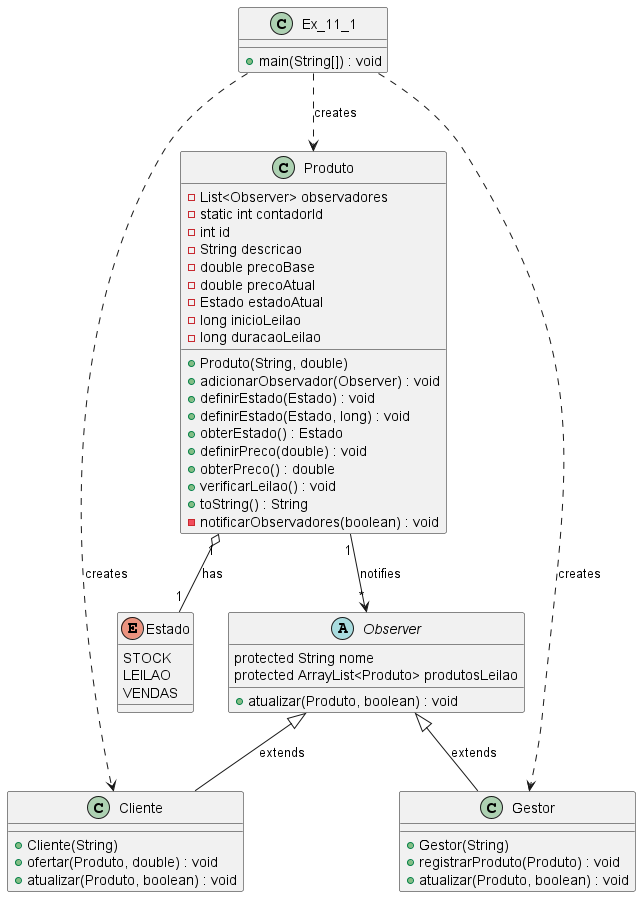 C Ex_11_1
main(String[]) : void
creates
C Produto
List<Observer> observadores
static int contadorId
int id
String descricao
double precoBase
double precoAtual
Estado estadoAtual
long inicioLeilao
long duracaoLeilao
Produto(String, double)
adicionarObservador(Observer) : void
definirEstado(Estado) : void
definirEstado(Estado, long) : void
obterEstado() : Estado
definirPreco(double) : void
obterPreco() : double
verificarLeilao() : void
toString() : String
notificarObservadores(boolean) : void
1
1
creates
has
notifies
creates
1
*
E Estado
STOCK
LEILAO
VENDAS
A Observer
protected String nome
protected ArrayList<Produto> produtosLeilao
atualizar(Produto, boolean) : void
extends
extends
C Cliente
Cliente(String)
ofertar(Produto, double) : void
atualizar(Produto, boolean) : void
C Gestor
Gestor(String)
registrarProduto(Produto) : void
atualizar(Produto, boolean) : void